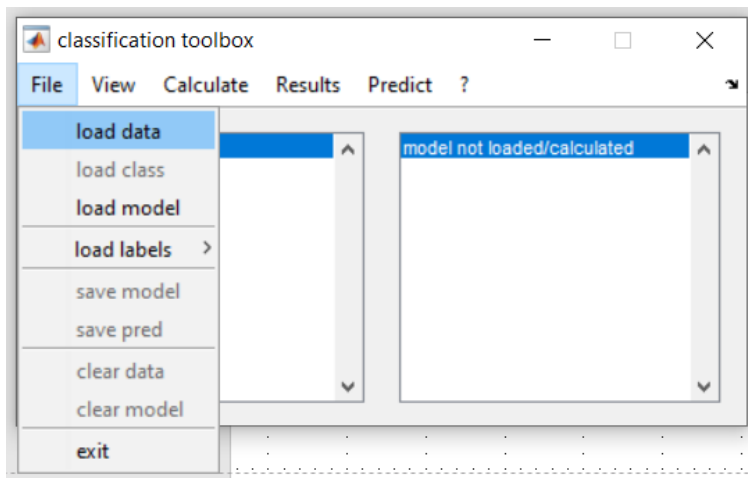 classification toolbox
File View Calculate Results Predict ?
load data
load class
load model
load labels
save model
save pred
clear data
clear model
exit
model not loaded/calculated